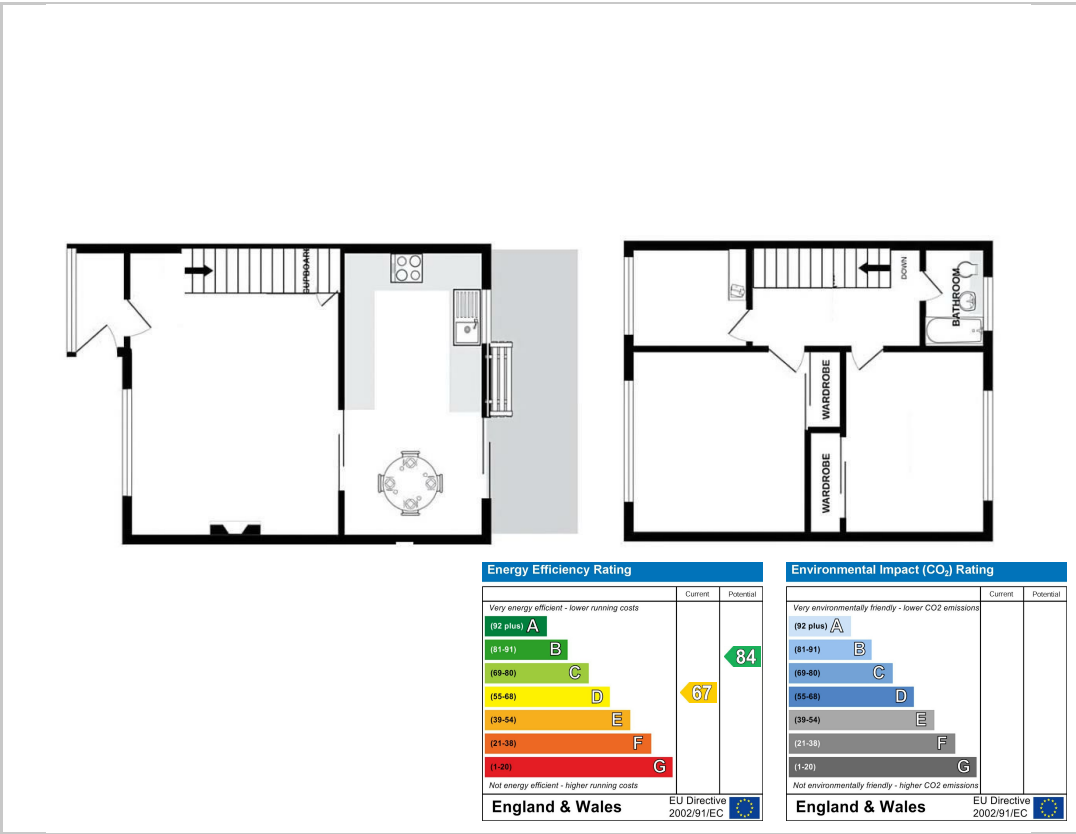 CUPBOARD
DOWN
BATHROOM
WARDROBE
WARDROBE
Energy Efficiency Rating
Current Potential
Very energy efficient - lower running costs
(92 plus) A
(81-91) B
(69-80) C
(55-68) D
(39-54) E
(21-38) F
(1-20) G
84
67
Not energy efficient - higher running costs
England & Wales
EU Directive
2002/91/EC
Environmental Impact (CO₂) Rating
Current Potential
Very environmentally friendly - lower CO2 emissions
(92 plus) A
(81-91) B
(69-80) C
(55-68) D
(39-54) E
(21-38) F
(1-20) G
Not environmentally friendly - higher CO2 emissions
England & Wales
EU Directive
2002/91/EC